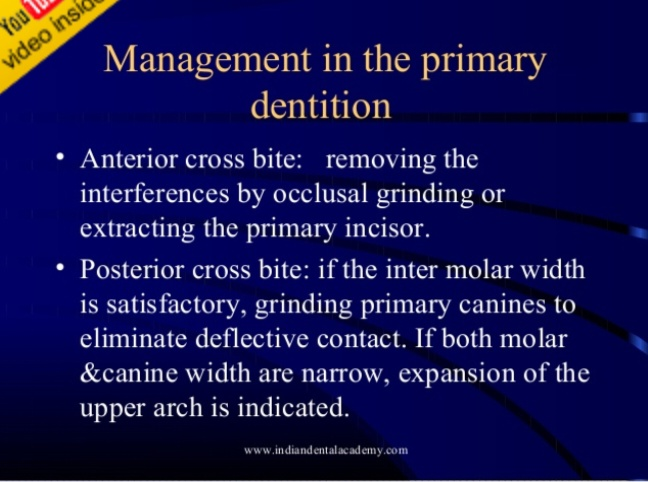 You Tu
video inside
Management in the primary
dentition
• Anterior cross bite: removing the
interferences by occlusal grinding or
extracting the primary incisor.
• Posterior cross bite: if the inter molar width
is satisfactory, grinding primary canines to
eliminate deflective contact. If both molar
&canine width are narrow, expansion of the
upper arch is indicated.
www.indiandentalacademy.com